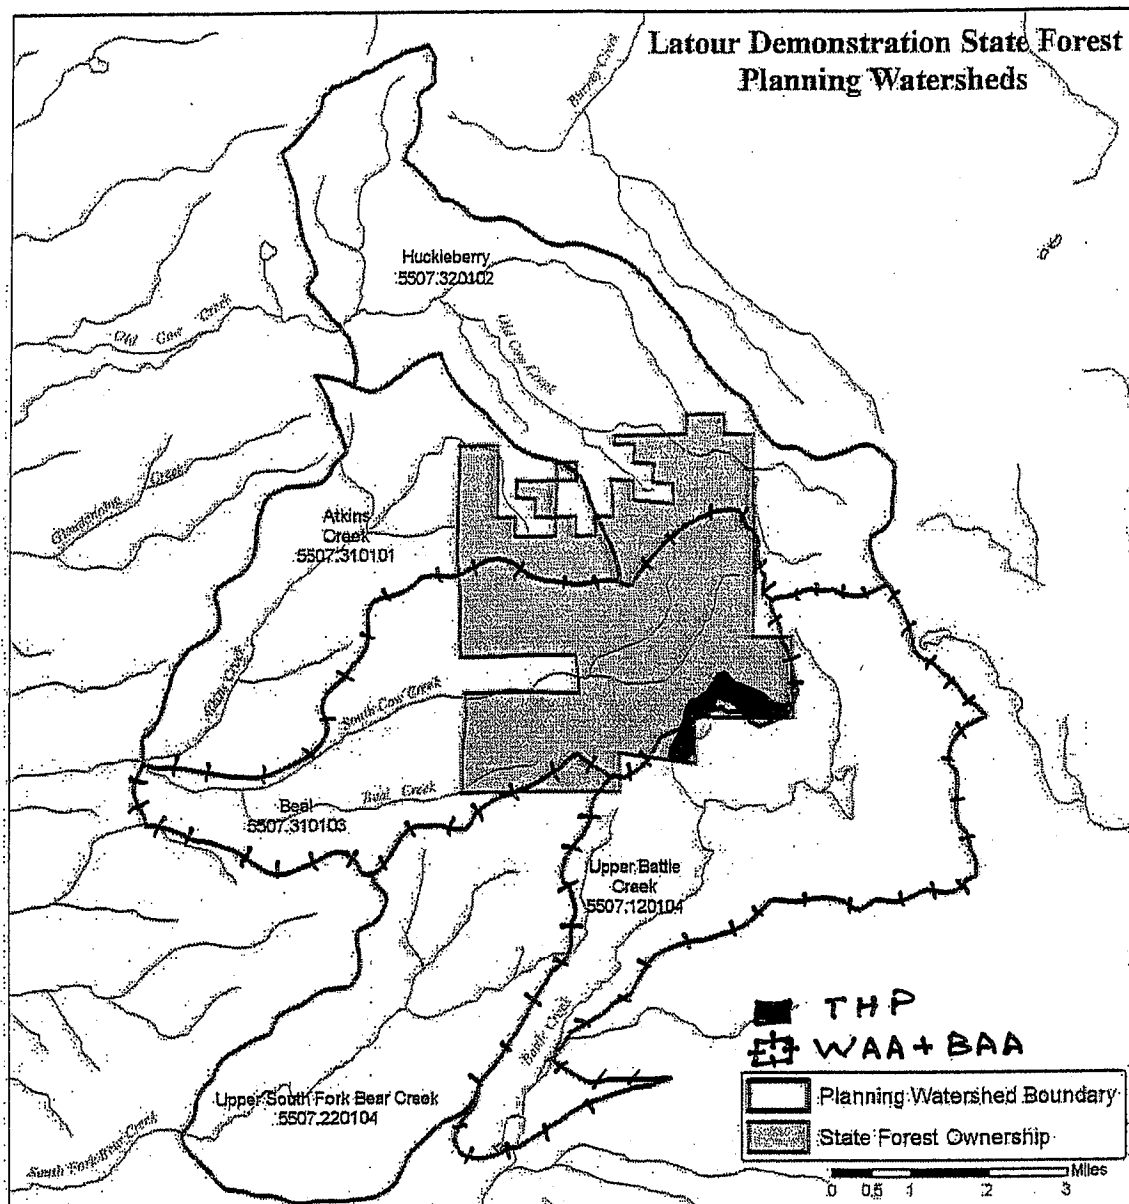 Latour Demonstration State Forest
Planning Watersheds
Huckleberry
5507.320102
Old Cow Creek
Old Cow Creek
Atkins
Creek
5507.310101
South Cow Creek
Beal Creek
Beal
5507.310103
Upper Battle
Creek
5507.120104
Battle Creek
Upper South Fork Bear Creek
5507.220104
South Fork Bear Creek
THP
WAA + BAA
Planning Watershed Boundary
State Forest Ownership
Miles
0 0.5 1 2 3